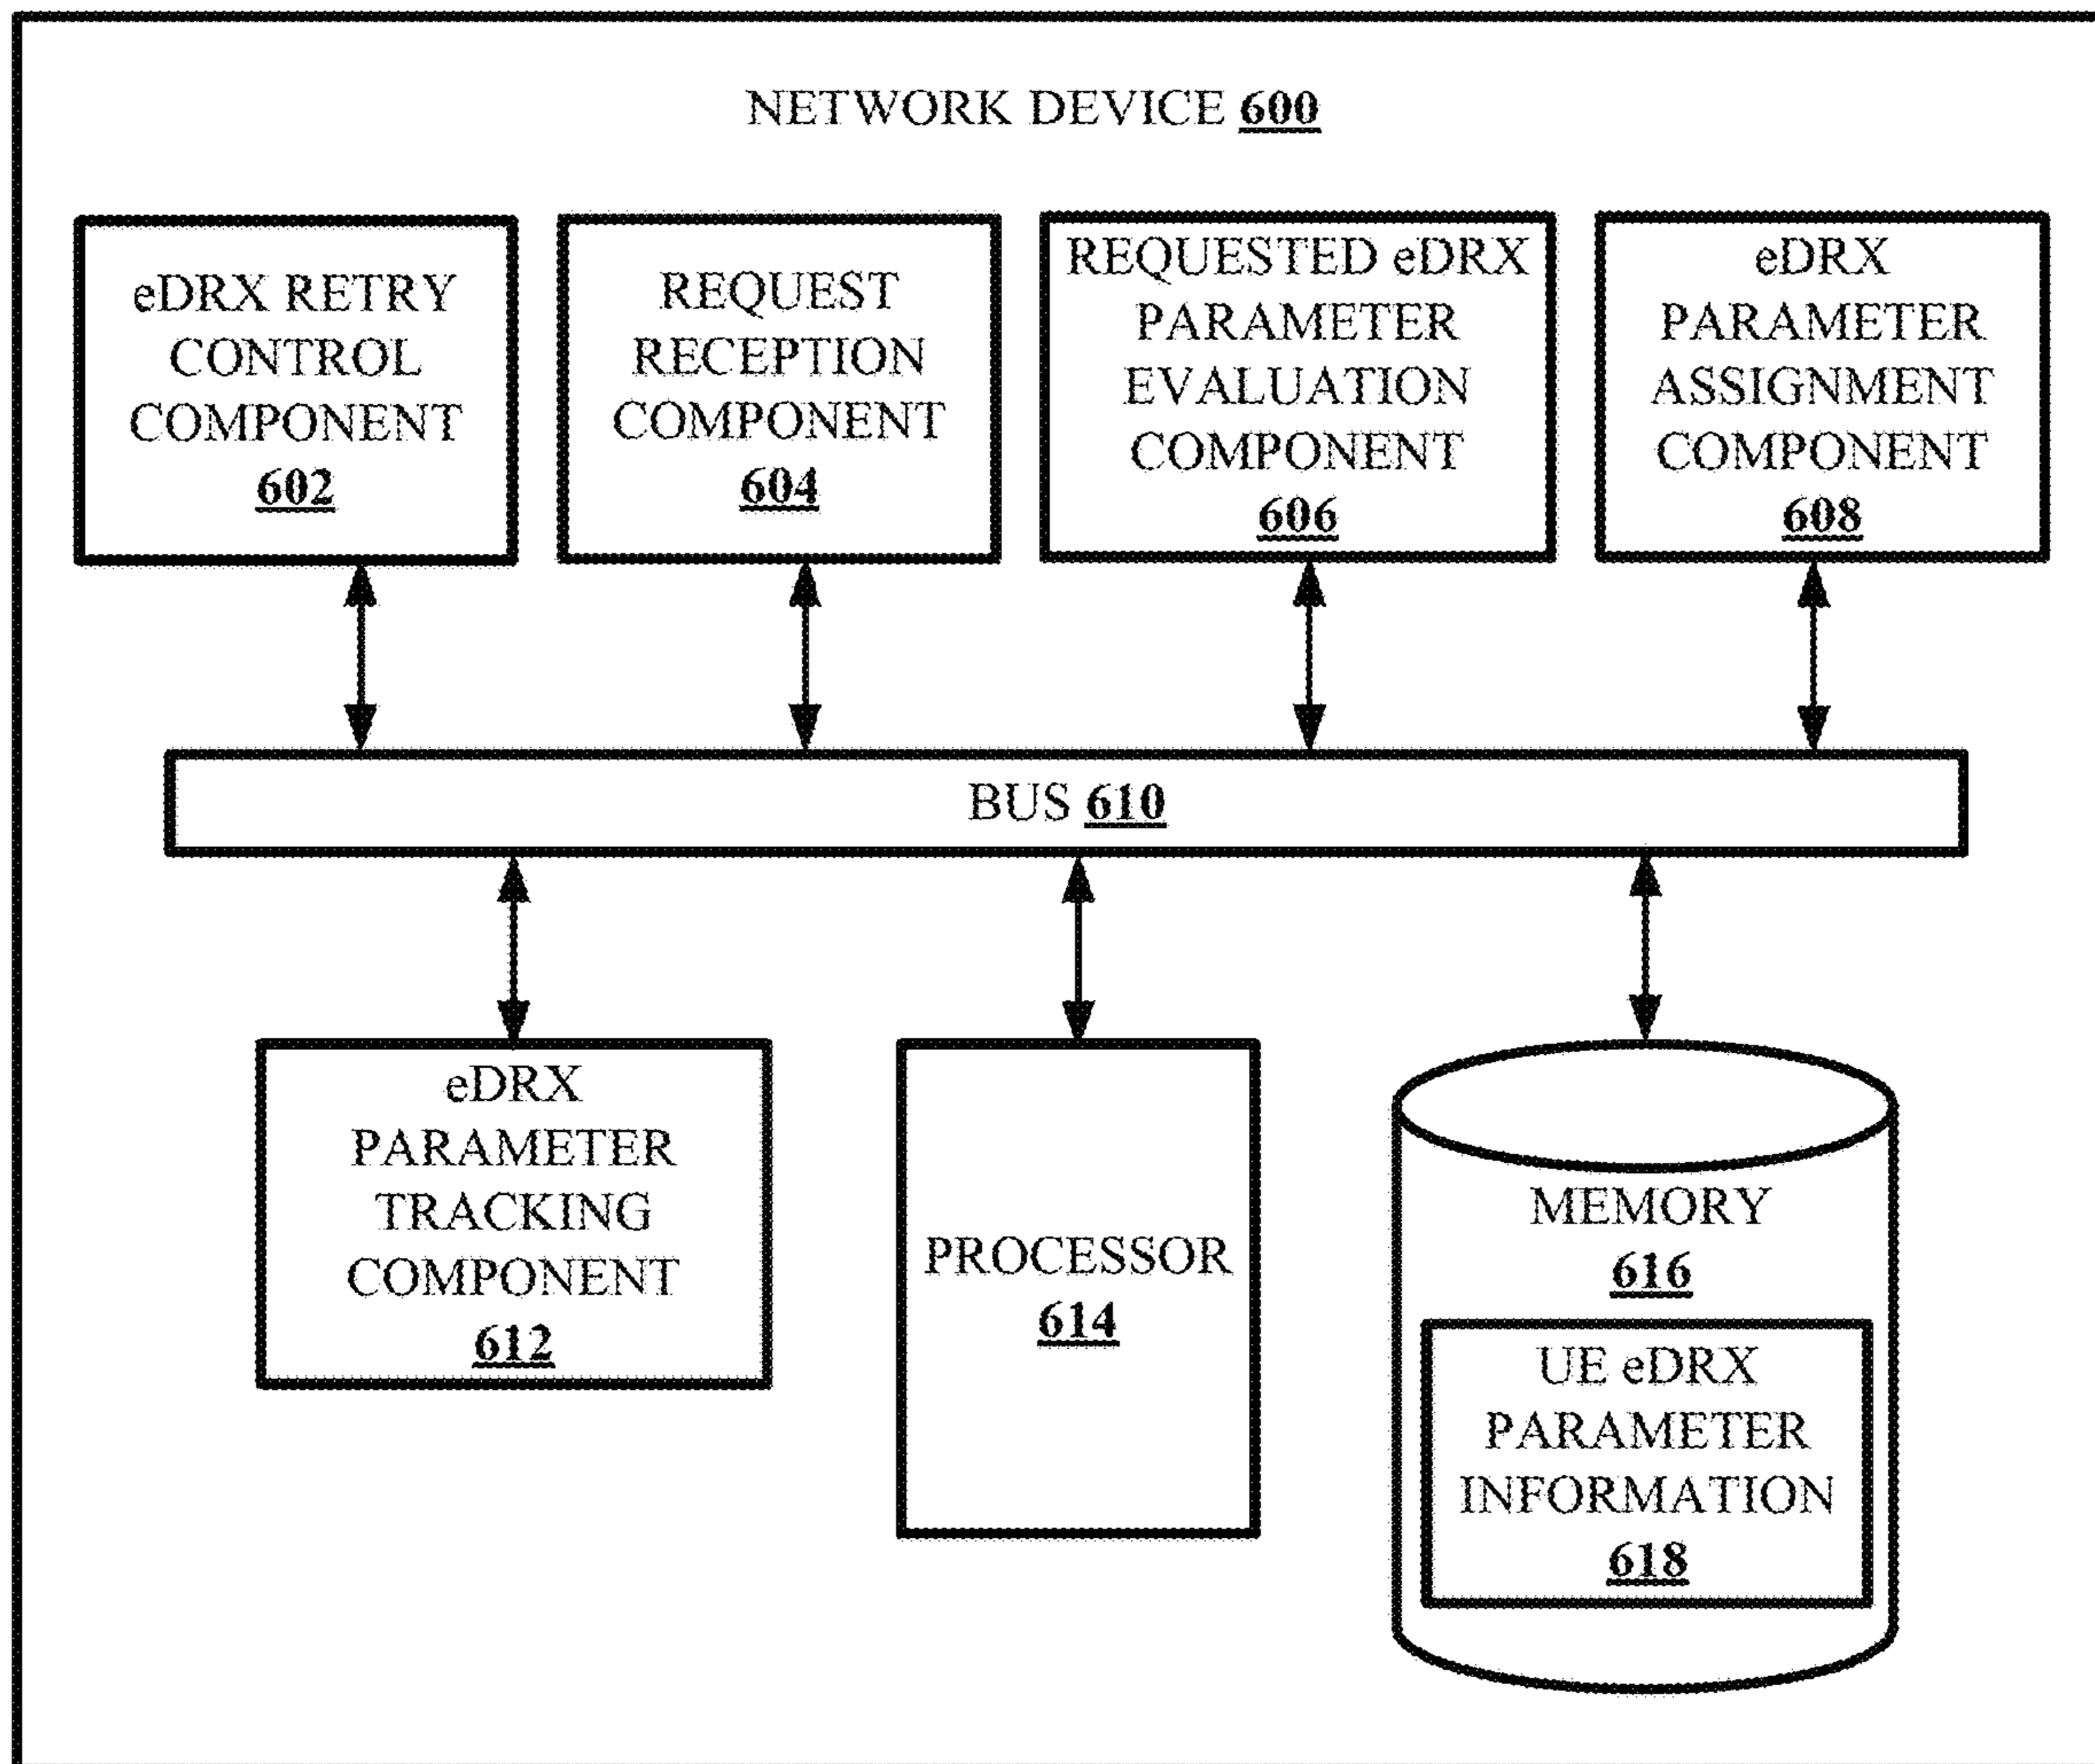 NETWORK DEVICE 600
eDRX RETRY
CONTROL
COMPONENT
602
REQUEST
RECEPTION
COMPONENT
604
REQUESTED eDRX
PARAMETER
EVALUATION
COMPONENT
606
eDRX
PARAMETER
ASSIGNMENT
COMPONENT
608
BUS 610
eDRX
PARAMETER
TRACKING
COMPONENT
612
PROCESSOR
614
MEMORY
616
UE eDRX
PARAMETER
INFORMATION
618